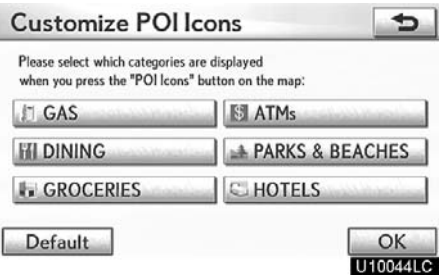 Customize POI Icons
Please select which categories are displayed
when you press the "POI Icons" button on the map:
GAS
ATMs
DINING
PARKS & BEACHES
GROCERIES
HOTELS
Default
OK
U10044LC